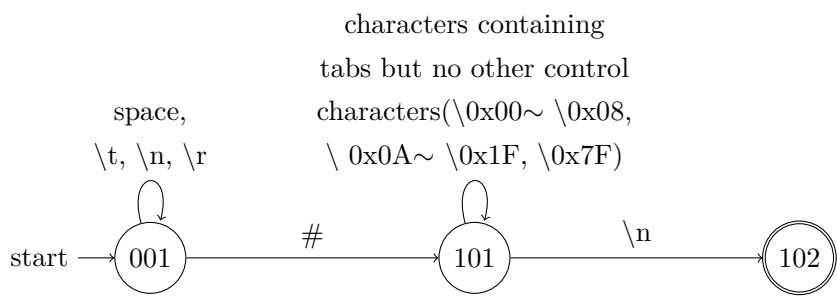 characters containing
tabs but no other control
characters(\0x00∼ \0x08,
\ 0x0A∼ \0x1F, \0x7F)
space,
\t, \n, \r
start
001
#
101
\n
102